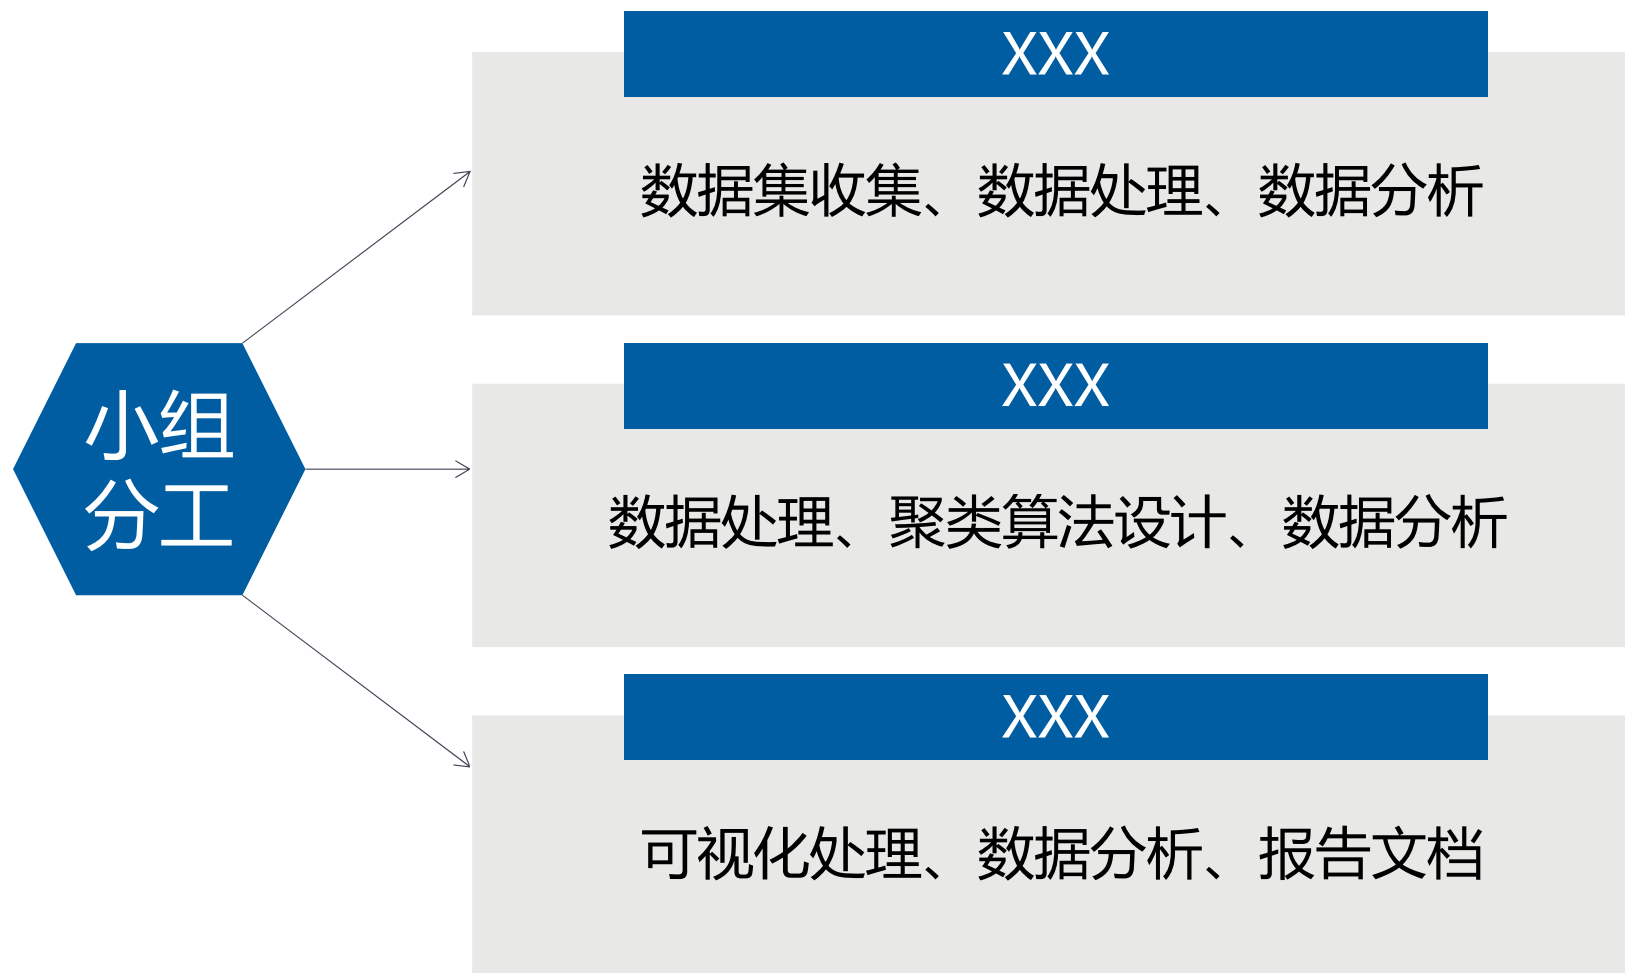 小组
分工
XXX
数据集收集、数据处理、数据分析
XXX
数据处理、聚类算法设计、数据分析
XXX
可视化处理、数据分析、报告文档